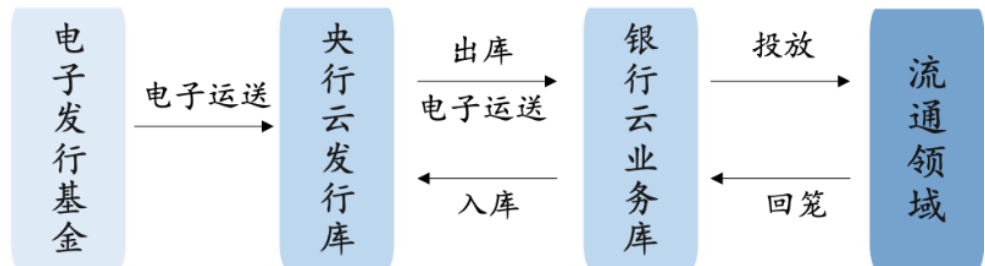 电子发行基金
电子运送
央行云发行库
出库
电子运送
入库
银行云业务库
投放
回笼
流通领域